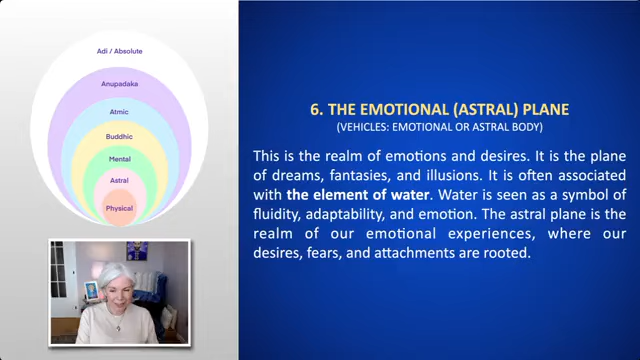 Adi / Absolute
Anupadaka
Atmic
Buddhic
Mental
Astral
Physical
6. THE EMOTIONAL (ASTRAL) PLANE
(VEHICLES: EMOTIONAL OR ASTRAL BODY)
This is the realm of emotions and desires. It is the plane
of dreams, fantasies, and illusions. It is often associated
with the element of water. Water is seen as a symbol of
fluidity, adaptability, and emotion. The astral plane is the
realm of our emotional experiences, where our
desires, fears, and attachments are rooted.